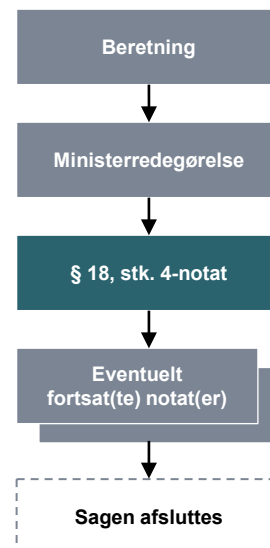 Beretning
Ministerredegørelse
§ 18, stk. 4-notat
Eventuelt
fortsat(te) notat(er)
Sagen afsluttes